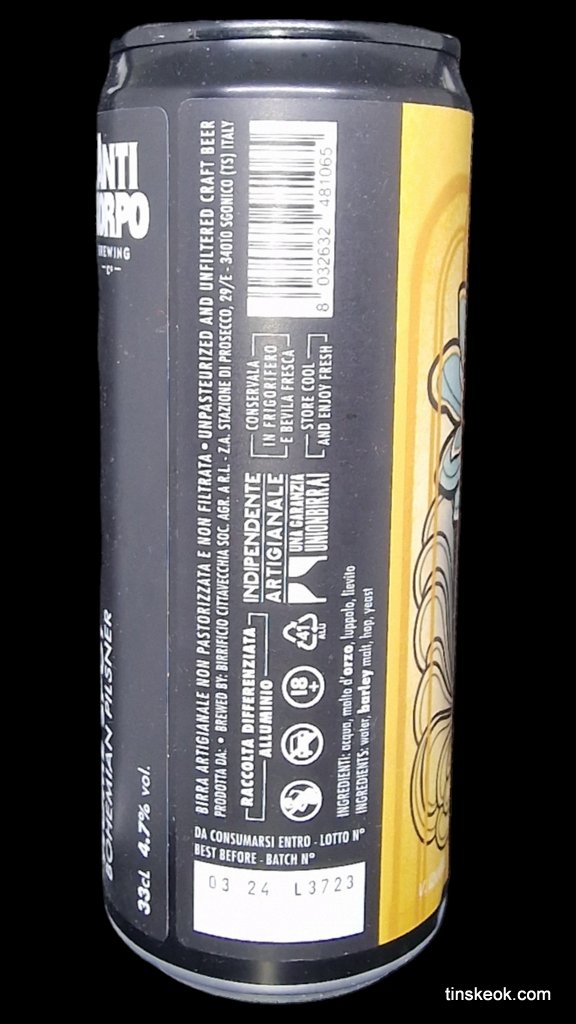 BREWING
Cº
BOHEMIAN PILSNER
33cl 4.7% vol.
BIRRA ARTIGIANALE NON PASTORIZZATA E NON FILTRATA • UNPASTEURIZED AND UNFILTERED CRAFT BEER
PRODOTTA DA: • BREWED BY: BIRRIFICIO CITTAVECCHIA SOC. AGR. A R.L. - Z.A. STAZIONE DI PROSECCO, 29/E - 34010 SGONICO (TS) ITALY
RACCOLTA DIFFERENZIATA
ALLUMINIO
18+
41
ALU
INDIPENDENTE
ARTIGIANALE
UNA GARANZIA
UNIONBIRRAI
CONSERVALA
IN FRIGORIFERO
E BEVILA FRESCA
STORE COOL
AND ENJOY FRESH
8 032632 481065
INGREDIENTI: acqua, malto d'orzo, luppolo, lievito
INGREDIENTS: water, barley malt, hop, yeast
DA CONSUMARSI ENTRO - LOTTO Nº
BEST BEFORE - BATCH Nº
03 24 L3723
tinskeok.com